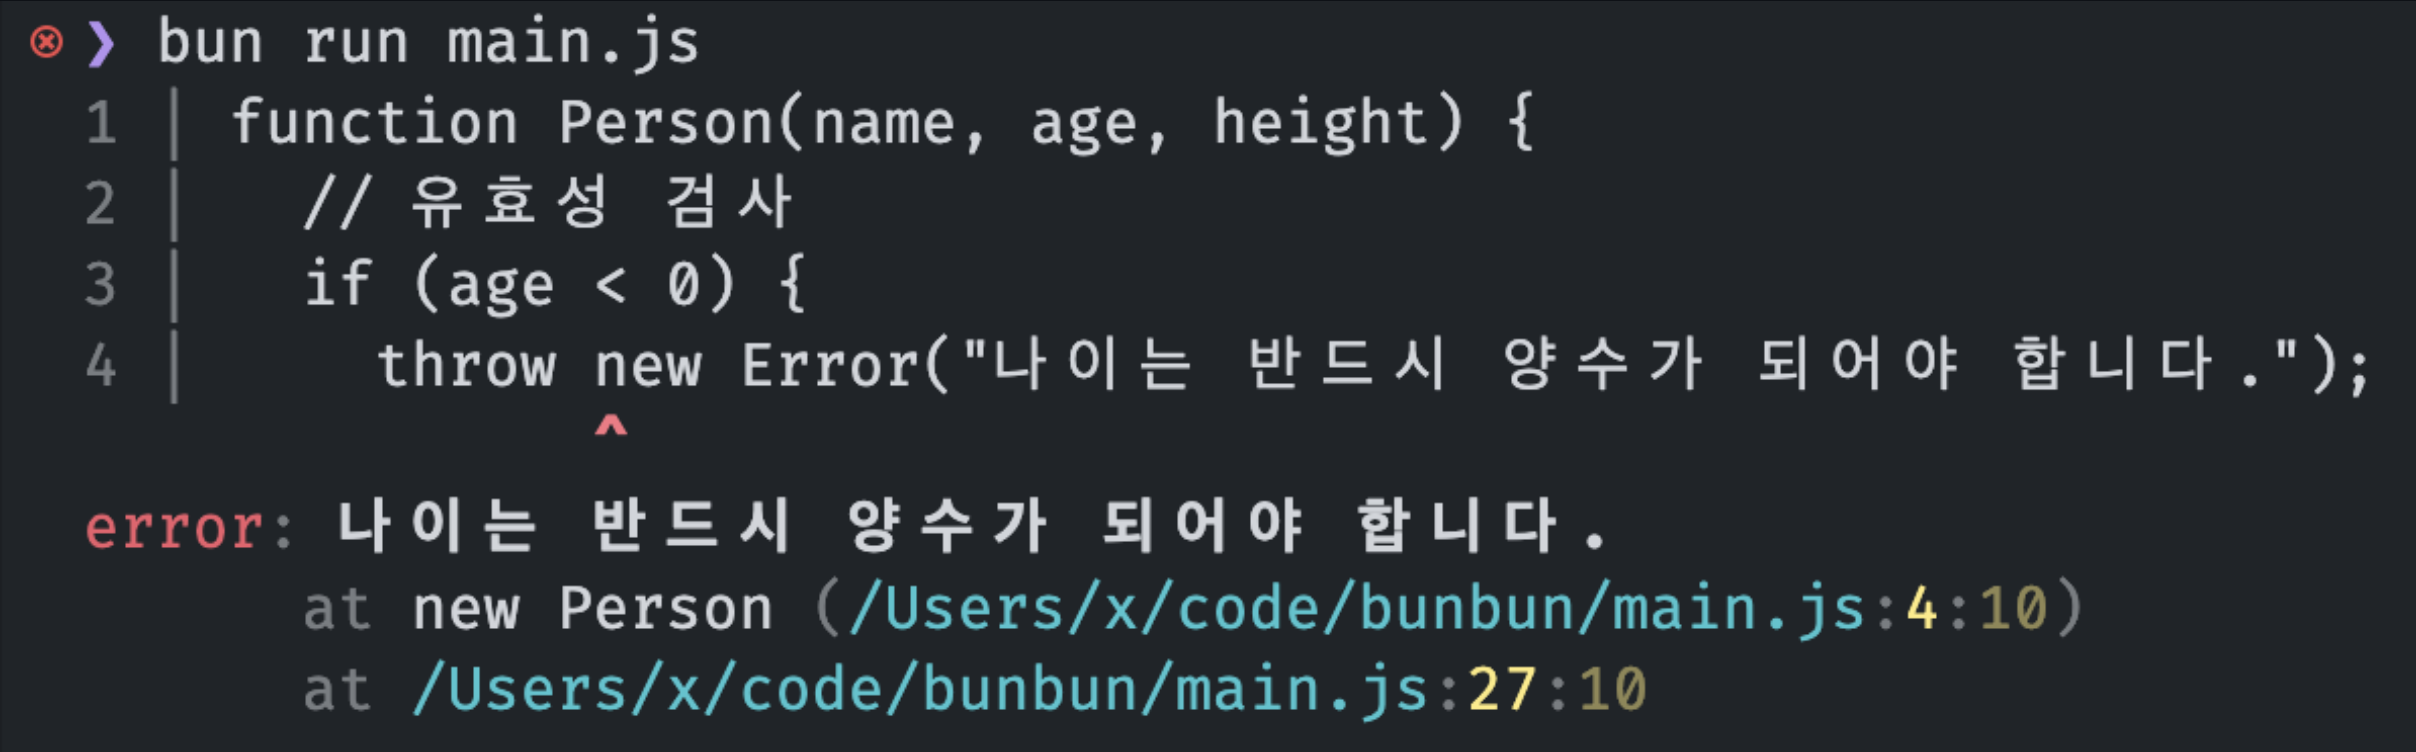 ❯ bun run main.js
1 | function Person(name, age, height) {
2 |   // 유효성 검사
3 |   if (age < 0) {
4 |     throw new Error("나이는 반드시 양수가 되어야 합니다.");
^
error: 나이는 반드시 양수가 되어야 합니다.
at new Person (/Users/x/code/bunbun/main.js:4:10)
at /Users/x/code/bunbun/main.js:27:10